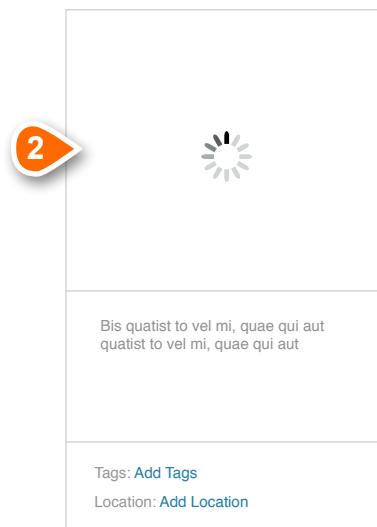 2
Bis quatist to vel mi, quae qui aut
quatist to vel mi, quae qui aut
Tags: Add Tags
Location: Add Location